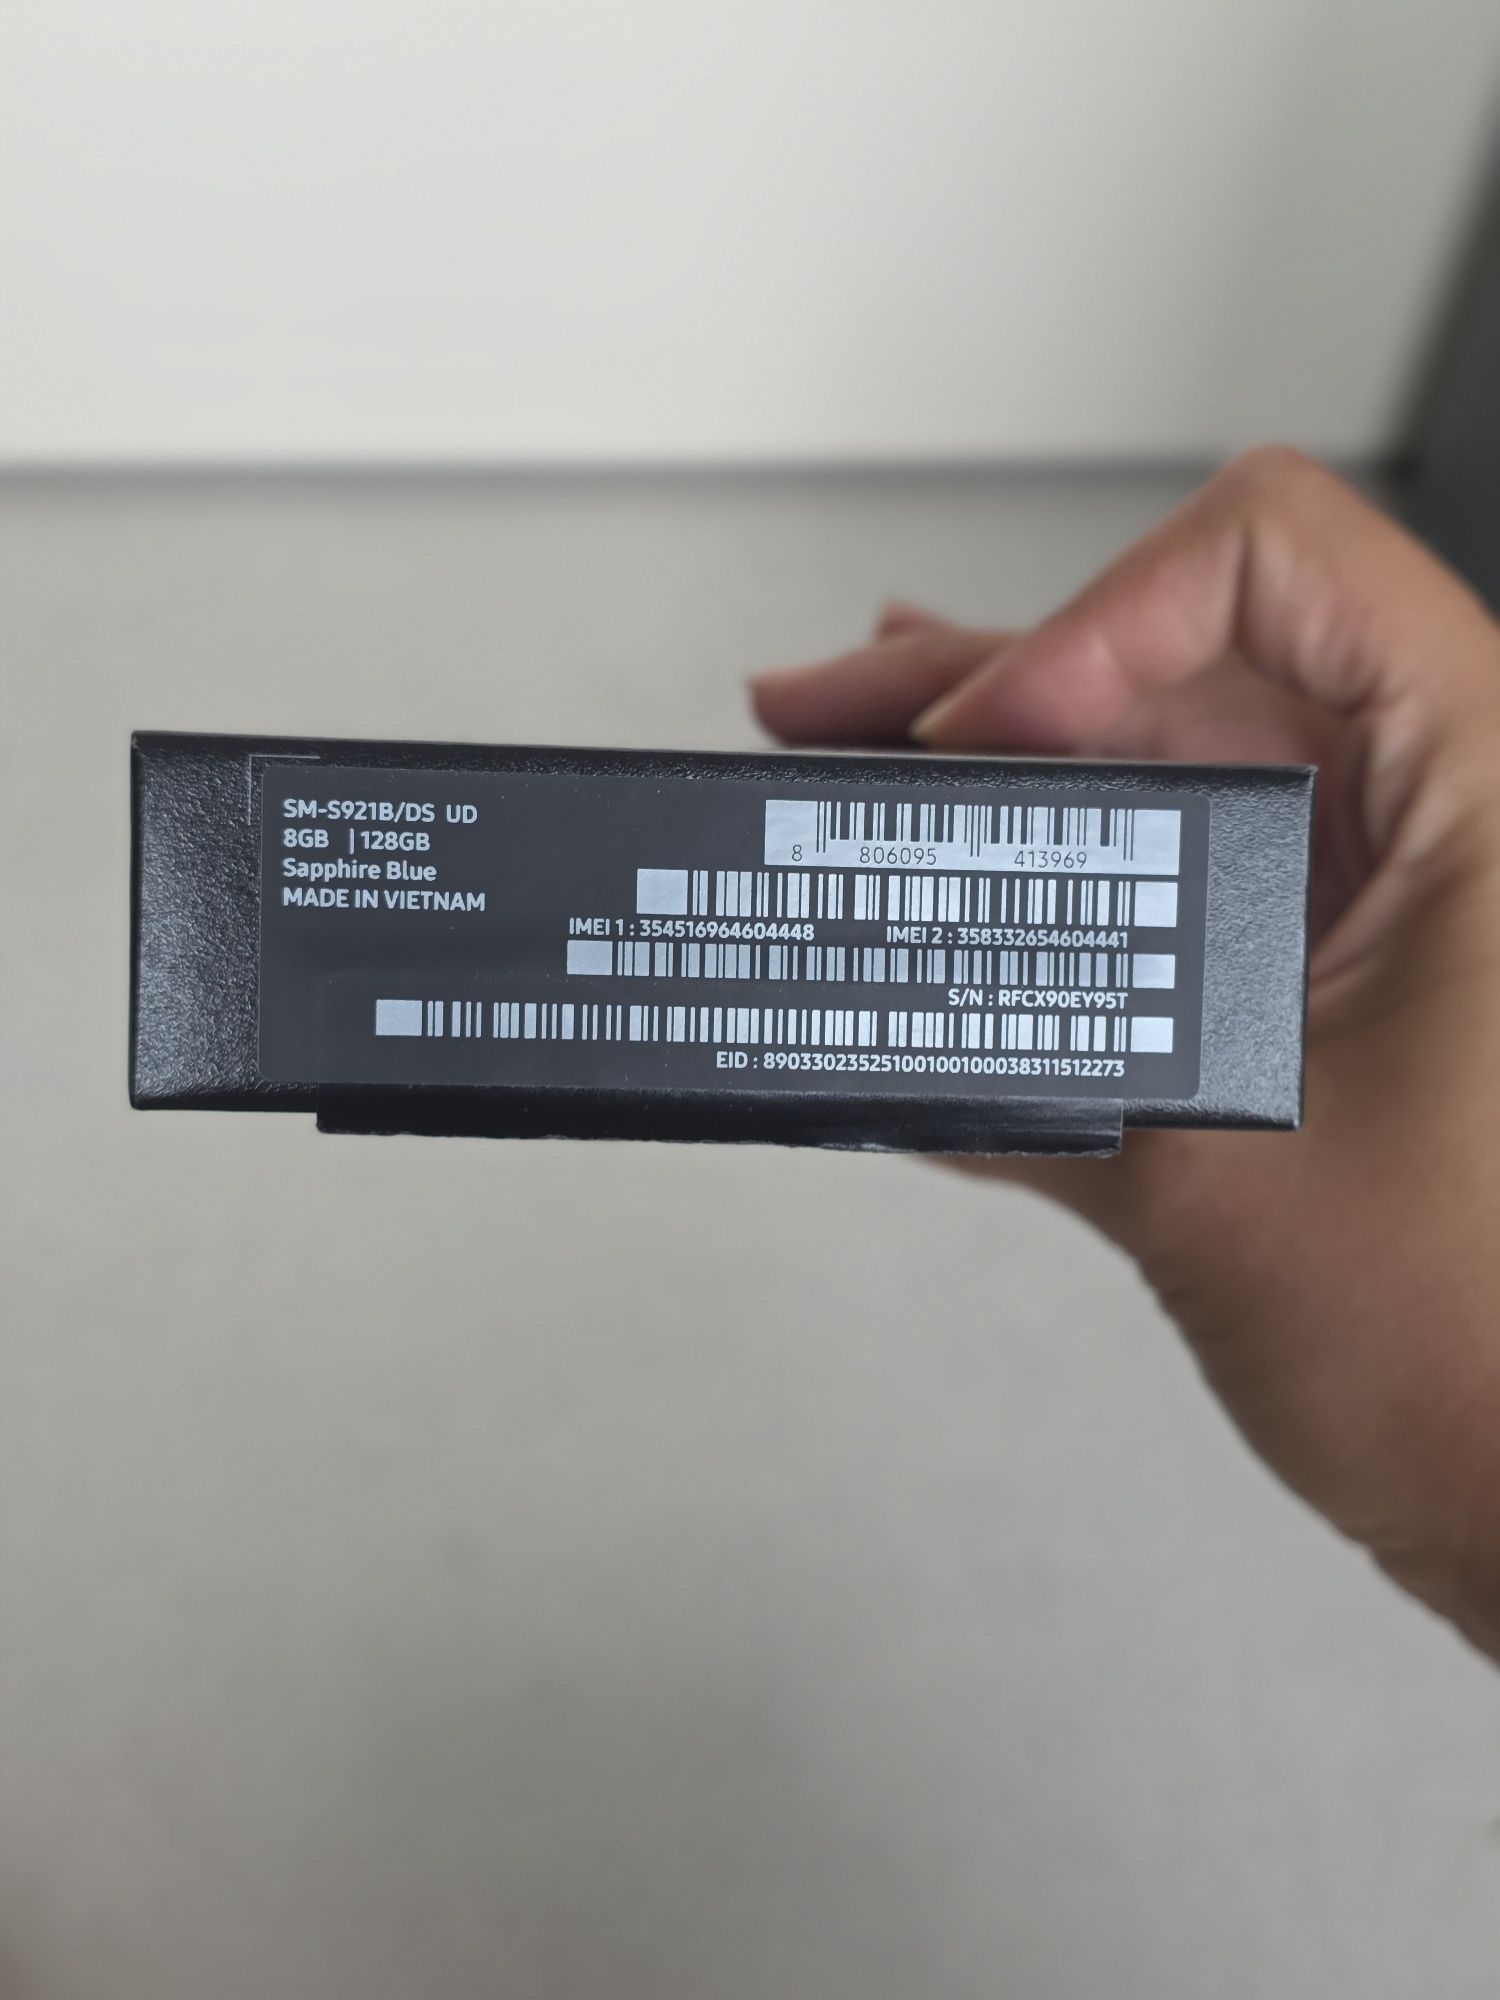 SM-S921B/DS UD
8GB | 128GB
Sapphire Blue
MADE IN VIETNAM
8 806095 413969
IMEI 1 : 354516964604448 IMEI 2 : 358332654604441
S/N : RFCX90EY95T
EID : 89033023525100100100038311512273